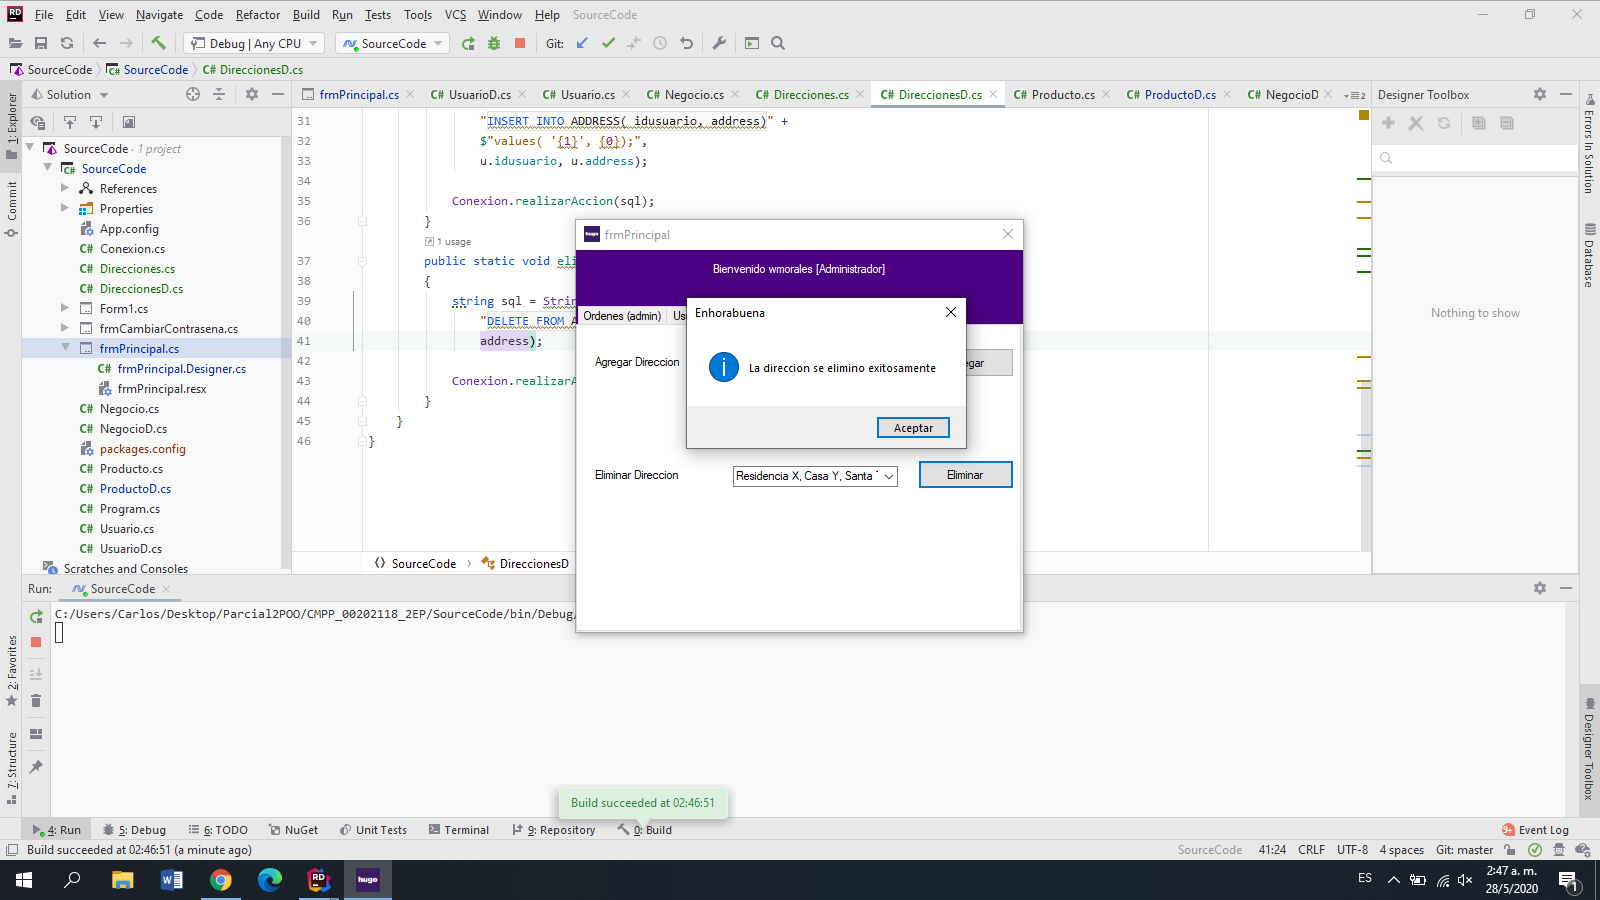 File Edit View Navigate Code Refactor Build Run Tests Tools VCS Window Help SourceCode
Debug | Any CPU SourceCode Git:
SourceCode SourceCode DireccionesD.cs
1: Explorer
Commit
2: Favorites
7: Structure
Solution
SourceCode · 1 project
SourceCode
References
Properties
App.config
Conexion.cs
Direcciones.cs
DireccionesD.cs
Form1.cs
frmCambiarContrasena.cs
frmPrincipal.cs
frmPrincipal.Designer.cs
frmPrincipal.resx
Negocio.cs
NegocioD.cs
packages.config
Producto.cs
ProductoD.cs
Program.cs
Usuario.cs
UsuarioD.cs
Scratches and Consoles
frmPrincipal.cs UsuarioD.cs Usuario.cs Negocio.cs Direcciones.cs DireccionesD.cs Producto.cs ProductoD.cs NegocioD
31 "INSERT INTO ADDRESS( idusuario, address)" +
32 $"values( '{1}', {0});",
33 u.idusuario, u.address);
34
35 Conexion.realizarAccion(sql);
36 }
1 usage
37 public static void eli
38 {
39 string sql = Strin
40 "DELETE FROM A
41 address);
42
43 Conexion.realizarA
44 }
45 }
46 }
SourceCode DireccionesD
frmPrincipal
Bienvenido wmorales [Administrador]
Ordenes (admin) Us
Agregar Direccion egar
Eliminar Direccion Residencia X, Casa Y, Santa Eliminar
Enhorabuena
La direccion se elimino exitosamente
Aceptar
Designer Toolbox
Nothing to show
Errors In Solution
Database
Designer Toolbox
Run: SourceCode
C:/Users/Carlos/Desktop/Parcial2POO/CMPP_00202118_2EP/SourceCode/bin/Debug/
Build succeeded at 02:46:51
4: Run 5: Debug 6: TODO NuGet Unit Tests Terminal 9: Repository 0: Build 9+ Event Log
Build succeeded at 02:46:51 (a minute ago) SourceCode 41:24 CRLF UTF-8 4 spaces Git: master
hugo ES 2:47 a. m.
28/5/2020 1